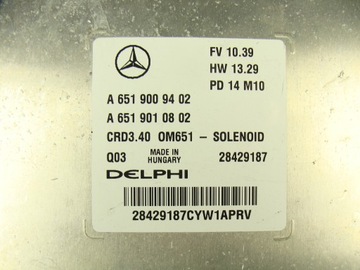 FV 10.39
HW 13.29
PD 14 M10
A 651 900 94 02
A 651 901 08 02
CRD3.40 OM651 – SOLENOID
Q03 MADE IN HUNGARY 28429187
DELPHI
28429187CYW1APRV